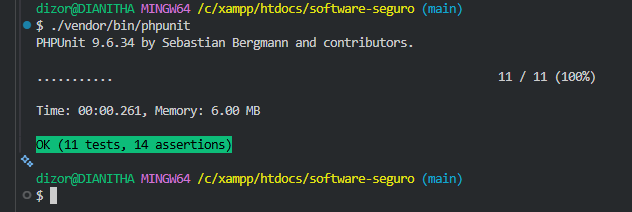 dizor@DIANITHA MINGW64 /c/xampp/htdocs/software-seguro (main)
$ ./vendor/bin/phpunit
PHPUnit 9.6.34 by Sebastian Bergmann and contributors.
........... 11 / 11 (100%)
Time: 00:00.261, Memory: 6.00 MB
OK (11 tests, 14 assertions)
dizor@DIANITHA MINGW64 /c/xampp/htdocs/software-seguro (main)
$